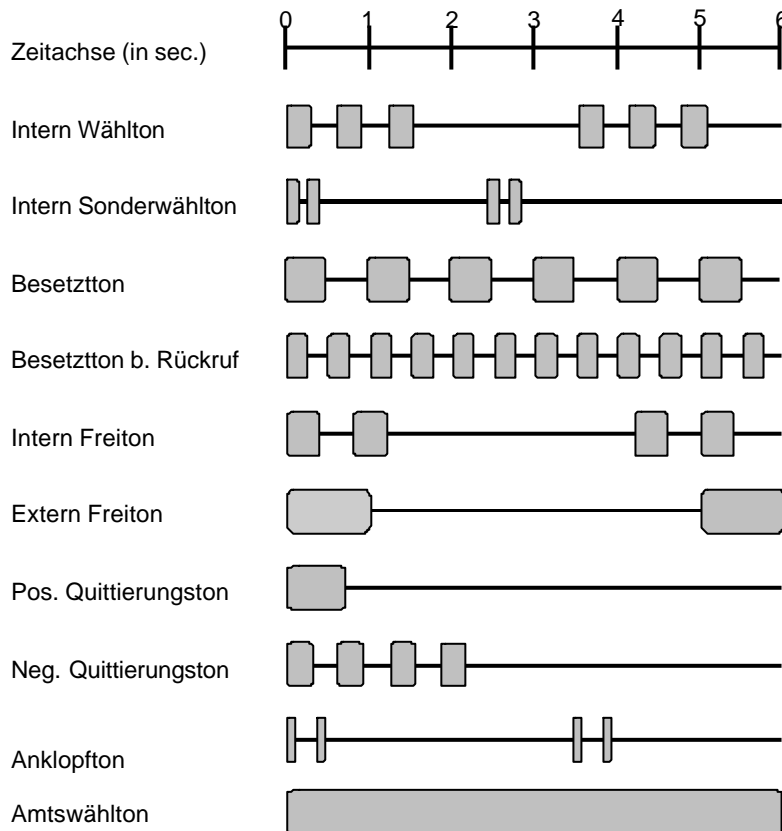 0 1 2 3 4 5 6
Zeitachse (in sec.)
Intern Wählton
Intern Sonderwählton
Besetztton
Besetztton b. Rückruf
Intern Freiton
Extern Freiton
Pos. Quittierungston
Neg. Quittierungston
Anklopfton
Amtswählton